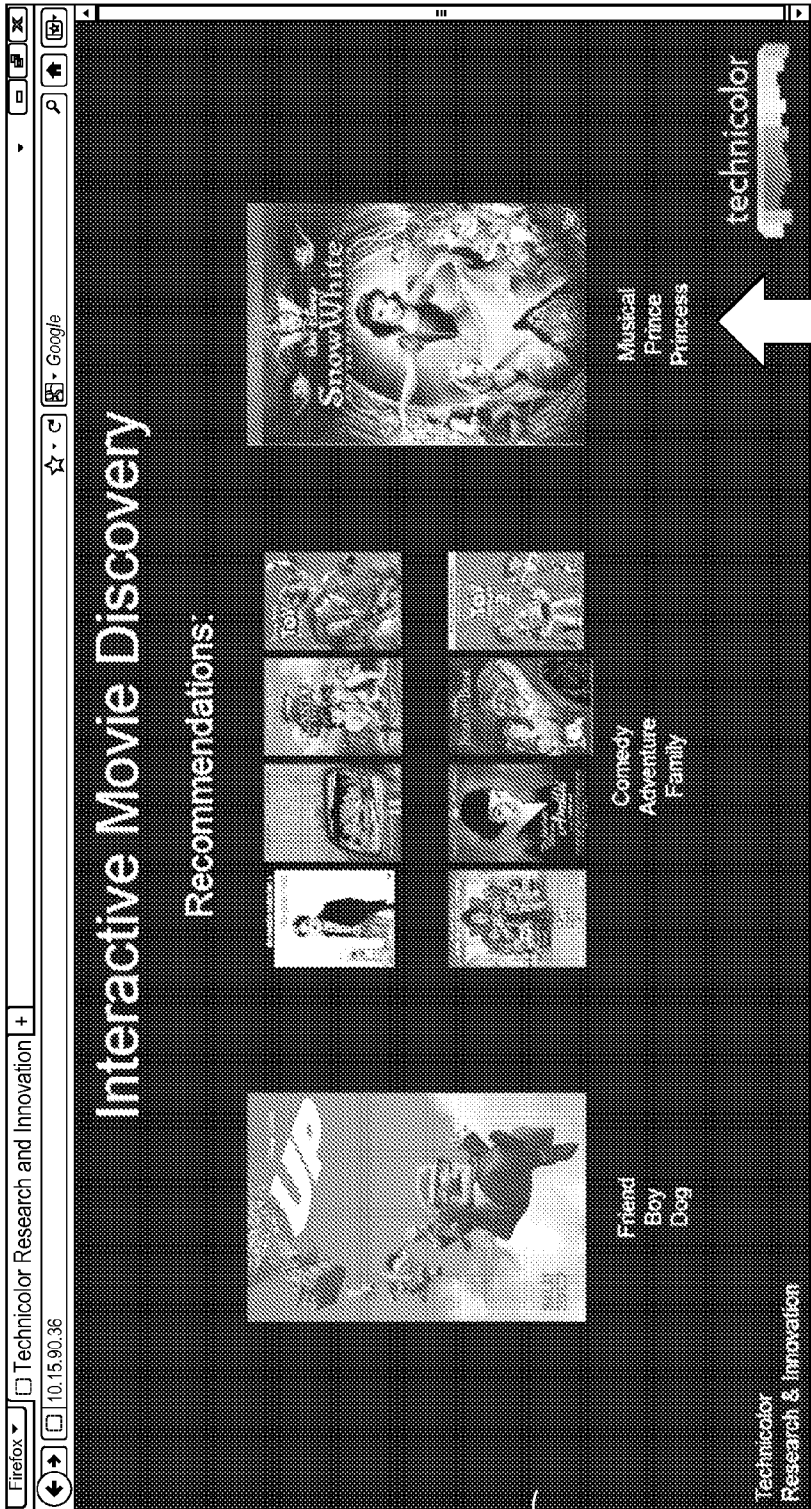 Firefox
Technicolor Research and Innovation
+
10.15.90.36
Google
Interactive Movie Discovery
Recommendations:
UP
Snow White
Friend
Boy
Dog
Comedy
Adventure
Family
Musical
Prince
Princess
Technicolor
Research & Innovation
technicolor